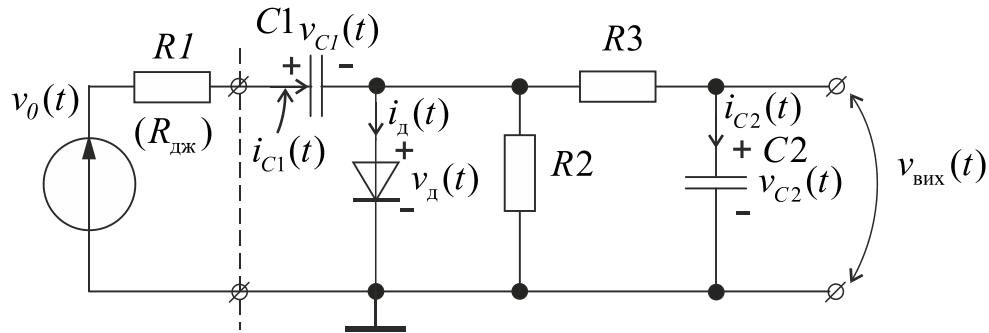 C1
v_C1(t)
R1
R3
+ -
v_0(t)
(R_дж)
i_C1(t)
i_д(t)
+
v_д(t)
-
R2
i_C2(t)
+
C2
v_C2(t)
-
v_вих(t)